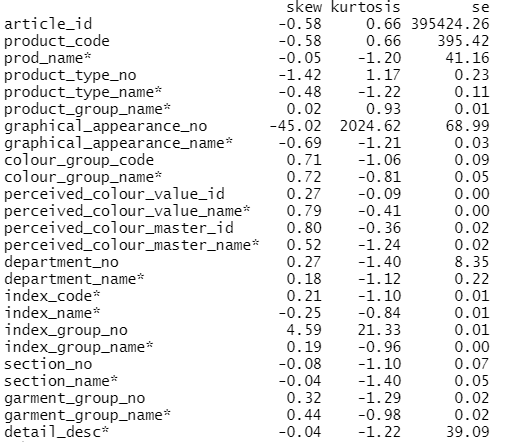 skew kurtosis se
article_id -0.58 0.66 395424.26
product_code -0.58 0.66 395.42
prod_name* -0.05 -1.20 41.16
product_type_no -1.42 1.17 0.23
product_type_name* -0.48 -1.22 0.11
product_group_name* 0.02 0.93 0.01
graphical_appearance_no -45.02 2024.62 68.99
graphical_appearance_name* -0.69 -1.21 0.03
colour_group_code 0.71 -1.06 0.09
colour_group_name* 0.72 -0.81 0.05
perceived_colour_value_id 0.27 -0.09 0.00
perceived_colour_value_name* 0.79 -0.41 0.00
perceived_colour_master_id 0.80 -0.36 0.02
perceived_colour_master_name* 0.52 -1.24 0.02
department_no 0.27 -1.40 8.35
department_name* 0.18 -1.12 0.22
index_code* 0.21 -1.10 0.01
index_name* -0.25 -0.84 0.01
index_group_no 4.59 21.33 0.01
index_group_name* 0.19 -0.96 0.00
section_no -0.08 -1.10 0.07
section_name* -0.04 -1.40 0.05
garment_group_no 0.32 -1.29 0.02
garment_group_name* 0.44 -0.98 0.02
detail_desc* -0.04 -1.22 39.09